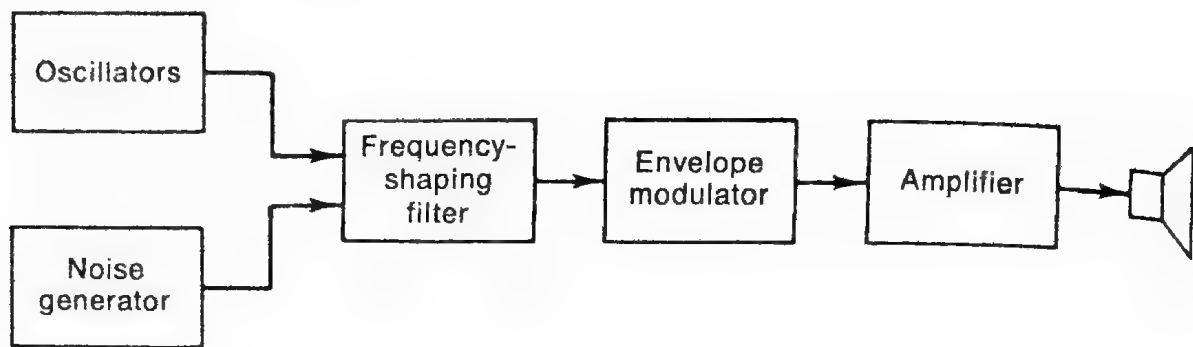 Oscillators
Noise
generator
Frequency-
shaping
filter
Envelope
modulator
Amplifier